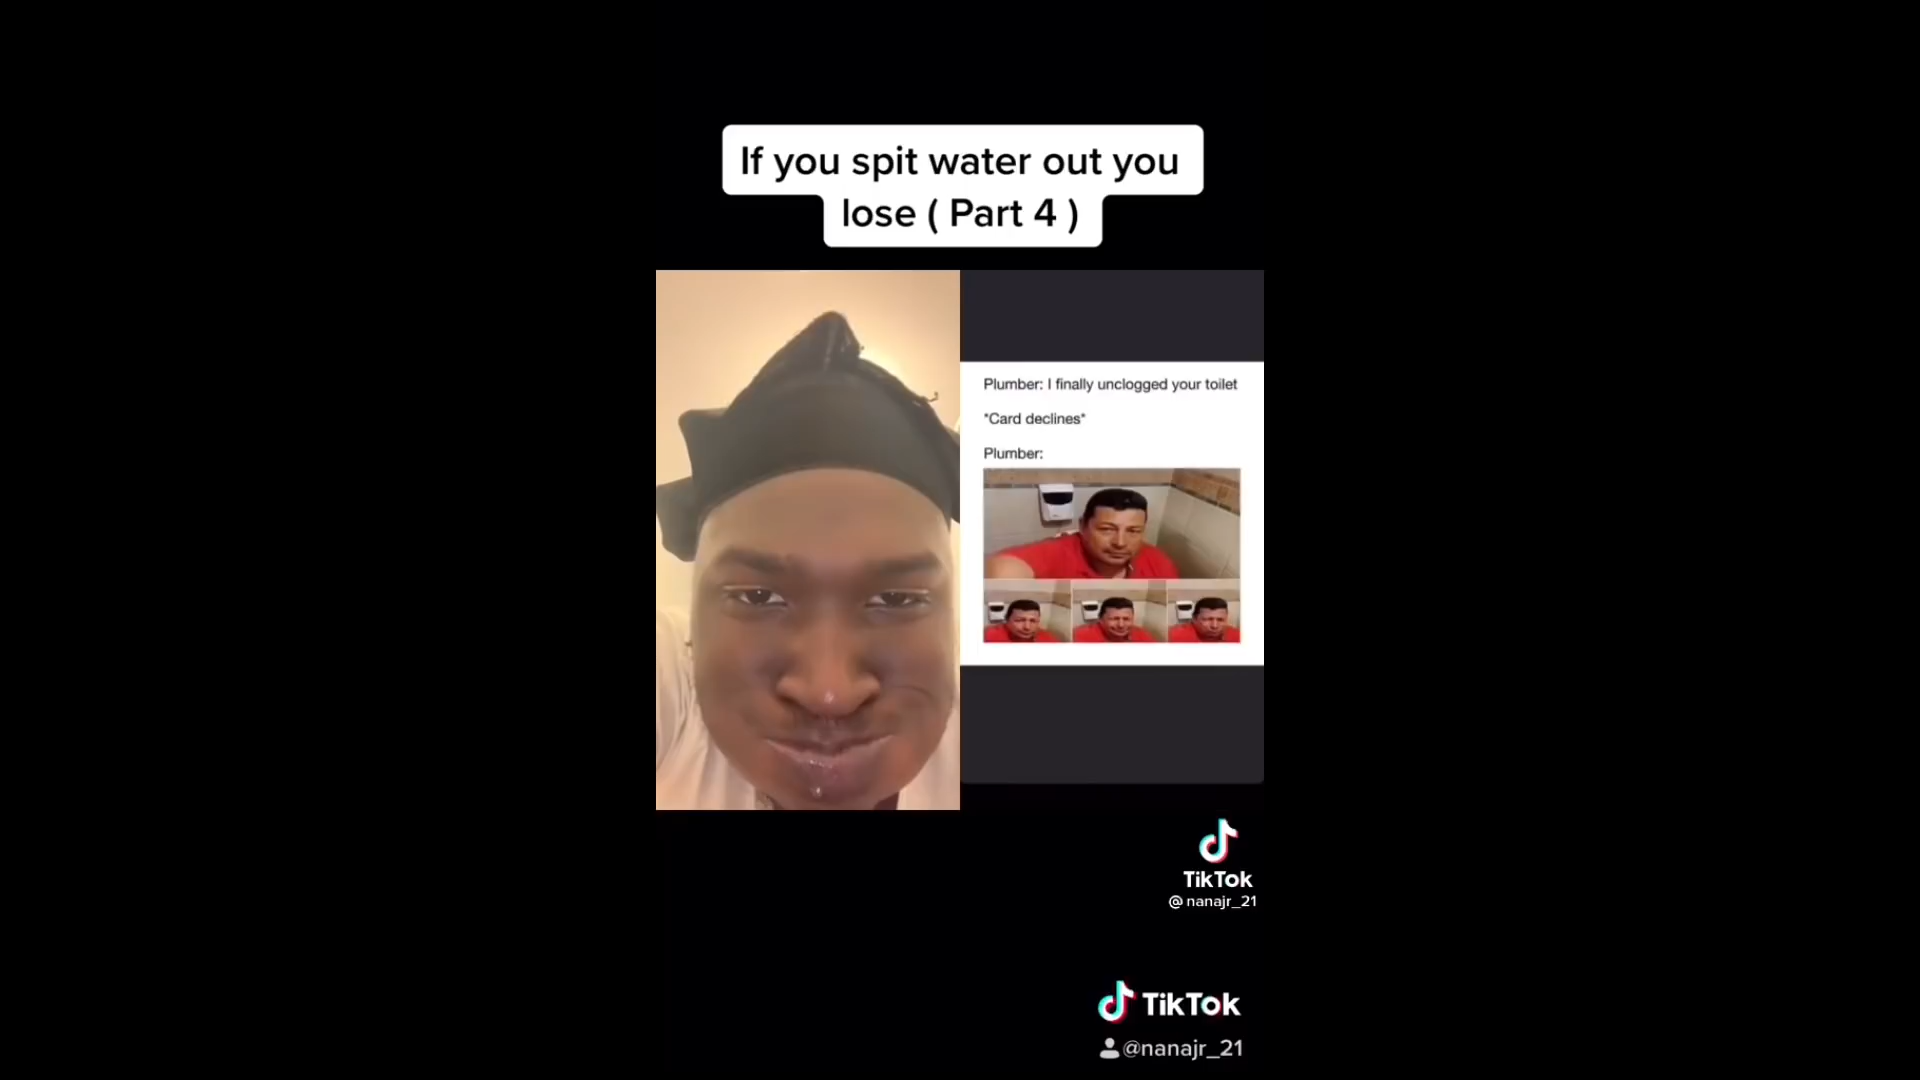 If you spit water out you
lose ( Part 4 )
Plumber: I finally unclogged your toilet
*Card declines*
Plumber:
TikTok
@nanajr_21
TikTok
@nanajr_21